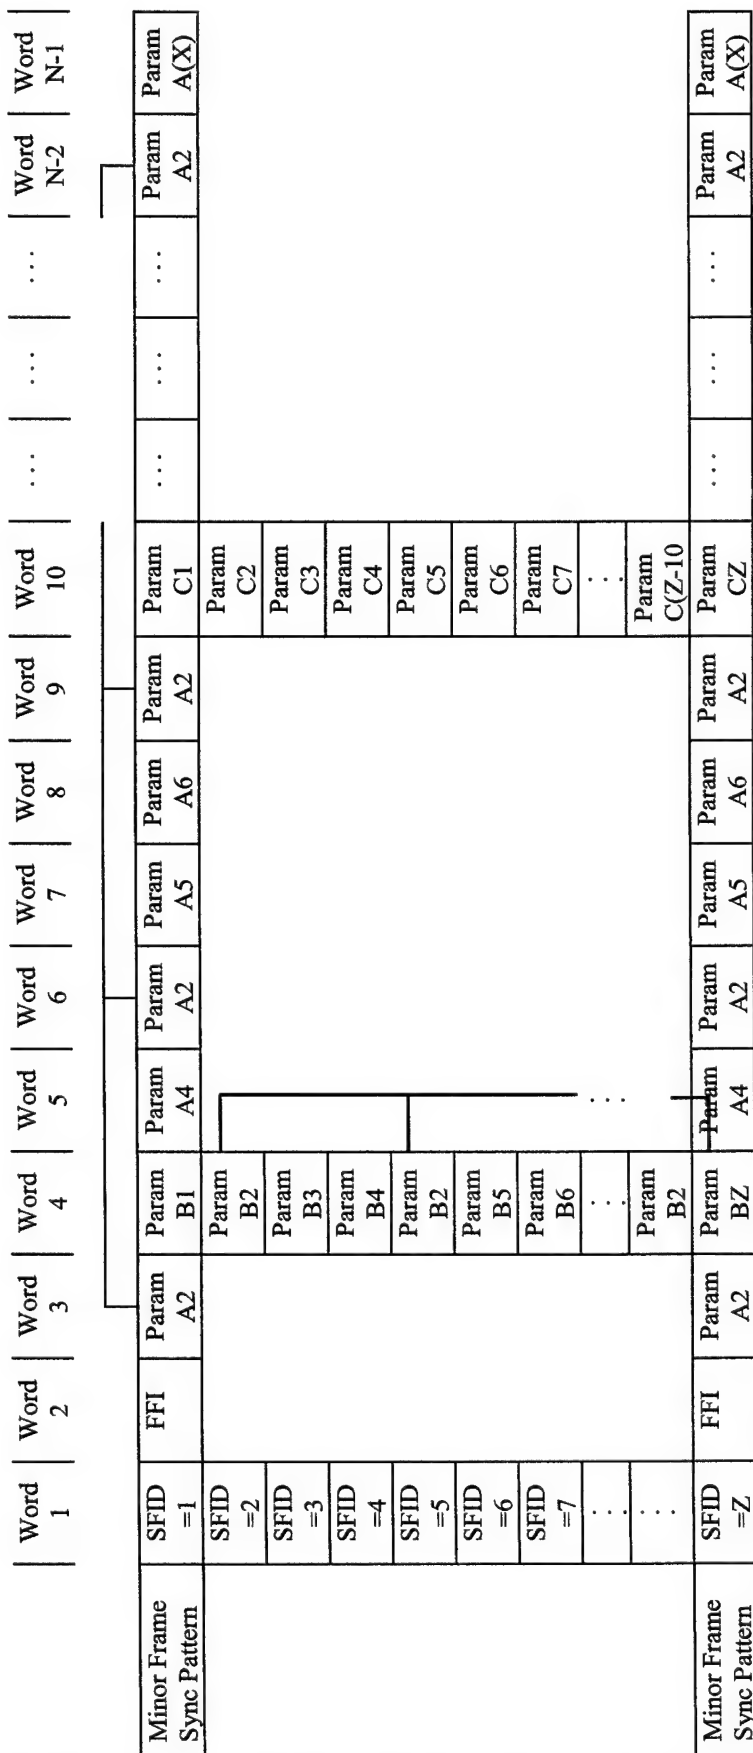 Word Word Word Word Word Word Word Word Word Word ... ... ... Word Word
1 2 3 4 5 6 7 8 9 10 N-2 N-1
Minor Frame SFID FFI Param Param Param Param Param Param Param Param ... ... ... Param Param
Sync Pattern =1 A2 B1 A4 A2 A5 A6 A2 C1 A2 A(X)
SFID Param Param
=2 B2 C2
SFID Param Param
=3 B3 C3
SFID Param Param
=4 B4 C4
SFID Param Param
=5 B2 C5
SFID Param Param
=6 B5 C6
SFID Param Param
=7 B6 C7
... ... ... ...
... Param Param
B2 C(Z-10
Minor Frame SFID FFI Param Param Param Param Param Param Param Param ... ... ... Param Param
Sync Pattern =Z A2 BZ A4 A2 A5 A6 A2 CZ A2 A(X)